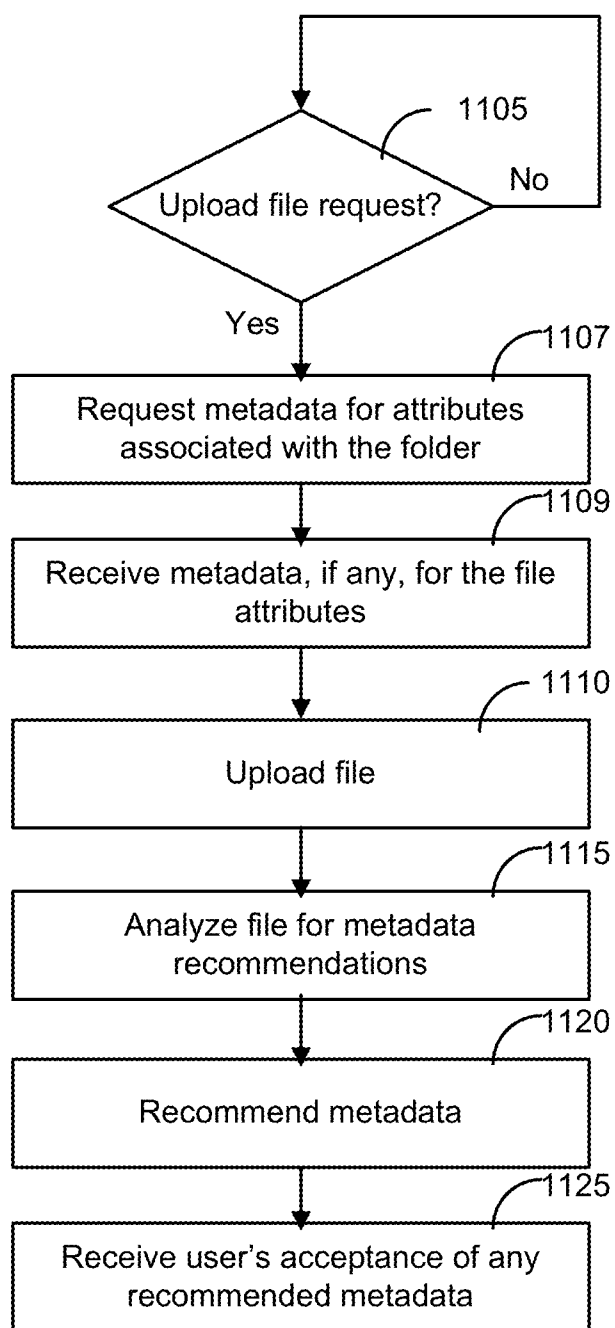 1105
No
Upload file request?
Yes
1107
Request metadata for attributes
associated with the folder
1109
Receive metadata, if any, for the file
attributes
1110
Upload file
1115
Analyze file for metadata
recommendations
1120
Recommend metadata
1125
Receive user's acceptance of any
recommended metadata